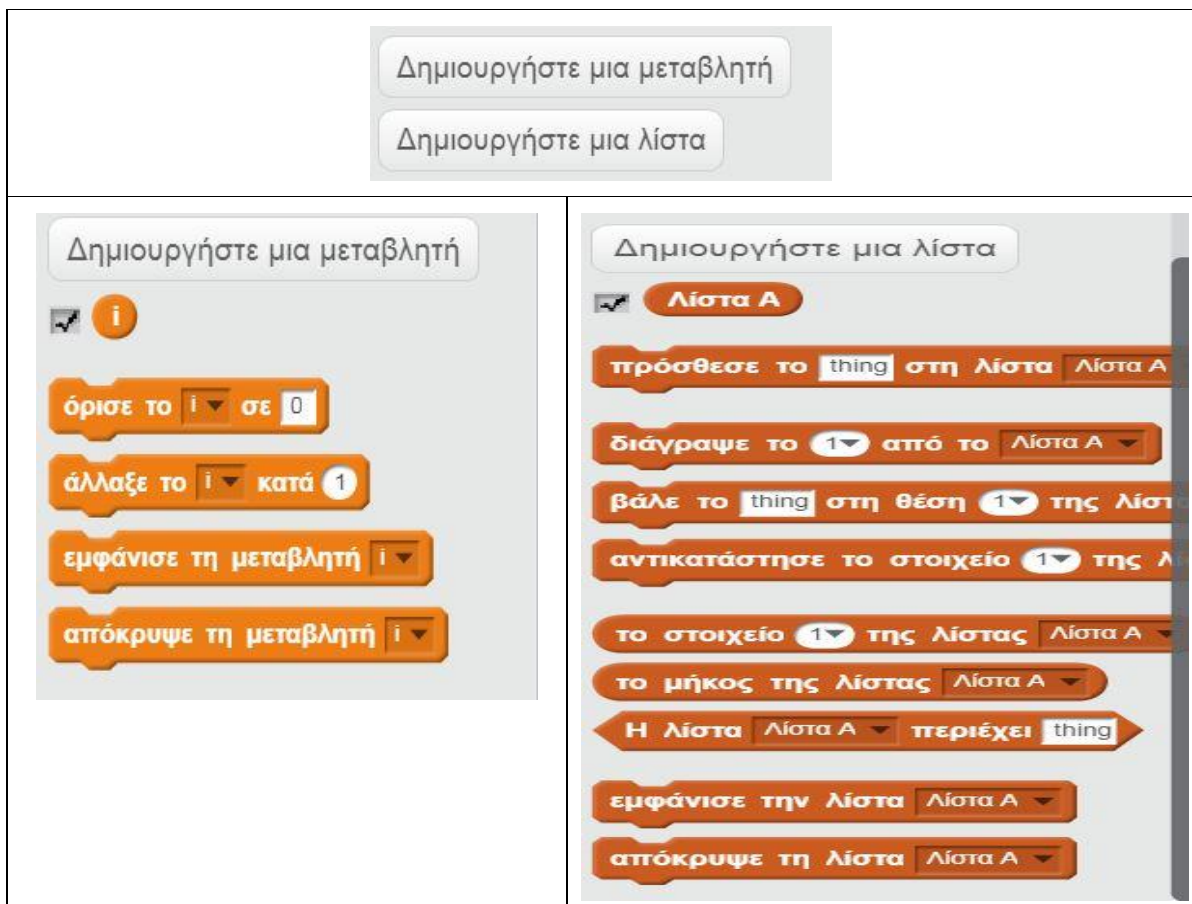 Δημιουργήστε μια μεταβλητή
Δημιουργήστε μια λίστα
Δημιουργήστε μια μεταβλητή
i
όρισε το i σε 0
άλλαξε το i κατά 1
εμφάνισε τη μεταβλητή i
απόκρυψε τη μεταβλητή i
Δημιουργήστε μια λίστα
Λίστα Α
πρόσθεσε το thing στη λίστα Λίστα Α
διάγραψε το 1 από το Λίστα Α
βάλε το thing στη θέση 1 της λίστ
αντικατάστησε το στοιχείο 1 της λ
το στοιχείο 1 της λίστας Λίστα Α
το μήκος της λίστας Λίστα Α
Η λίστα Λίστα Α περιέχει thing
εμφάνισε την λίστα Λίστα Α
απόκρυψε τη λίστα Λίστα Α